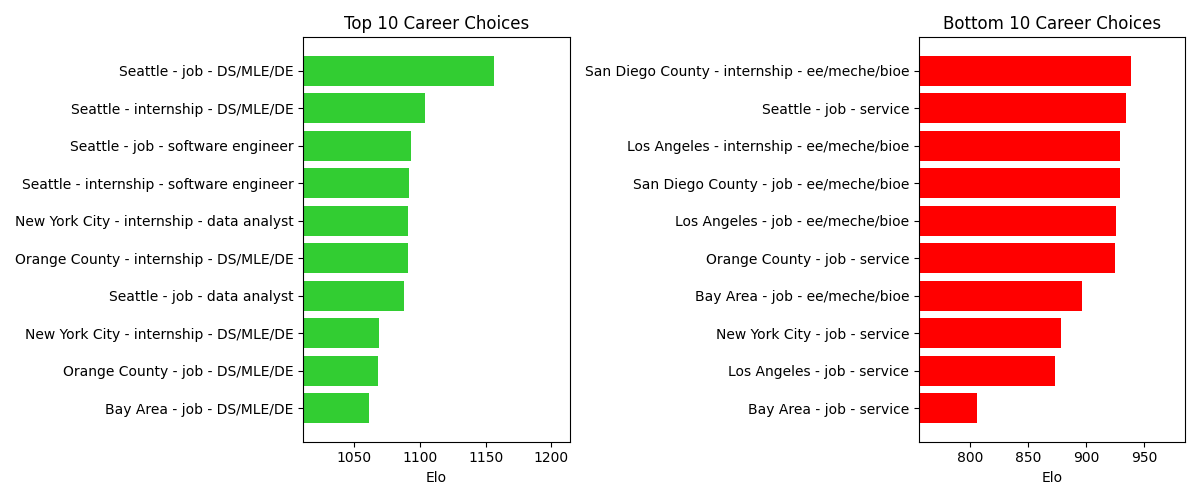 Top 10 Career Choices
Seattle - job - DS/MLE/DE
Seattle - internship - DS/MLE/DE
Seattle - job - software engineer
Seattle - internship - software engineer
New York City - internship - data analyst
Orange County - internship - DS/MLE/DE
Seattle - job - data analyst
New York City - internship - DS/MLE/DE
Orange County - job - DS/MLE/DE
Bay Area - job - DS/MLE/DE
1050 1100 1150 1200
Elo
Bottom 10 Career Choices
San Diego County - internship - ee/meche/bioe
Seattle - job - service
Los Angeles - internship - ee/meche/bioe
San Diego County - job - ee/meche/bioe
Los Angeles - job - ee/meche/bioe
Orange County - job - service
Bay Area - job - ee/meche/bioe
New York City - job - service
Los Angeles - job - service
Bay Area - job - service
800 850 900 950
Elo